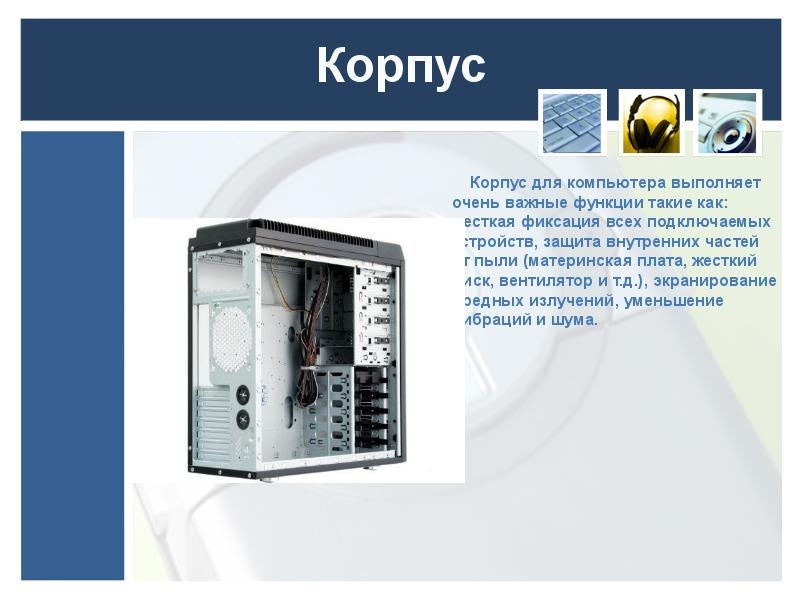 Корпус
Корпус для компьютера выполняет
очень важные функции такие как:
есткая фиксация всех подключаемых
стройств, защита внутренних частей
т пыли (материнская плата, жесткий
иск, вентилятор и т.д.), экранирование
редных излучений, уменьшение
ибраций и шума.